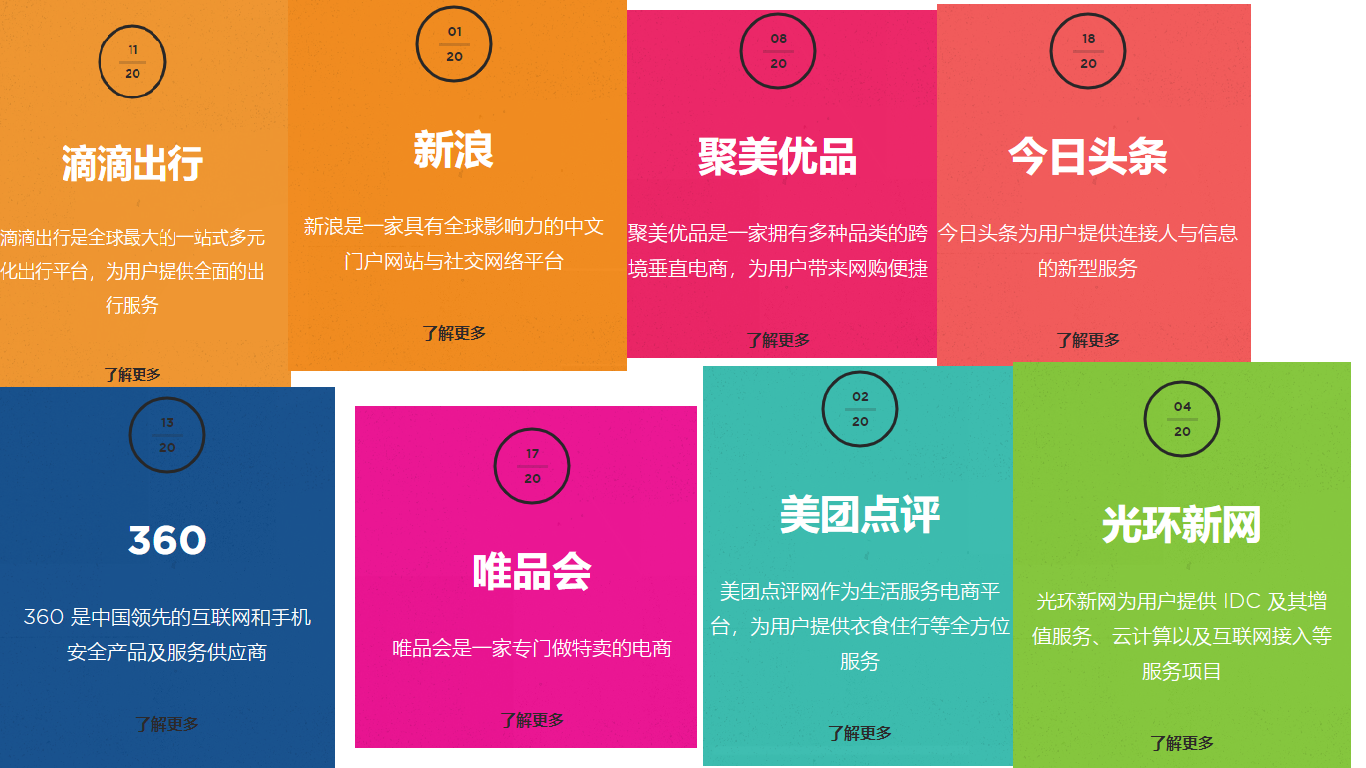 11
20
滴滴出行
滴滴出行是全球最大的一站式多元
化出行平台，为用户提供全面的出
行服务
了解更多
01
20
新浪
新浪是一家具有全球影响力的中文
门户网站与社交网络平台
了解更多
08
20
聚美优品
聚美优品是一家拥有多种品类的跨
境垂直电商，为用户带来网购便捷
了解更多
18
20
今日头条
今日头条为用户提供连接人与信息
的新型服务
了解更多
13
20
360
360 是中国领先的互联网和手机
安全产品及服务供应商
了解更多
17
20
唯品会
唯品会是一家专门做特卖的电商
了解更多
02
20
美团点评
美团点评网作为生活服务电商平
台，为用户提供衣食住行等全方位
服务
了解更多
04
20
光环新网
光环新网为用户提供 IDC 及其增
值服务、云计算以及互联网接入等
服务项目
了解更多